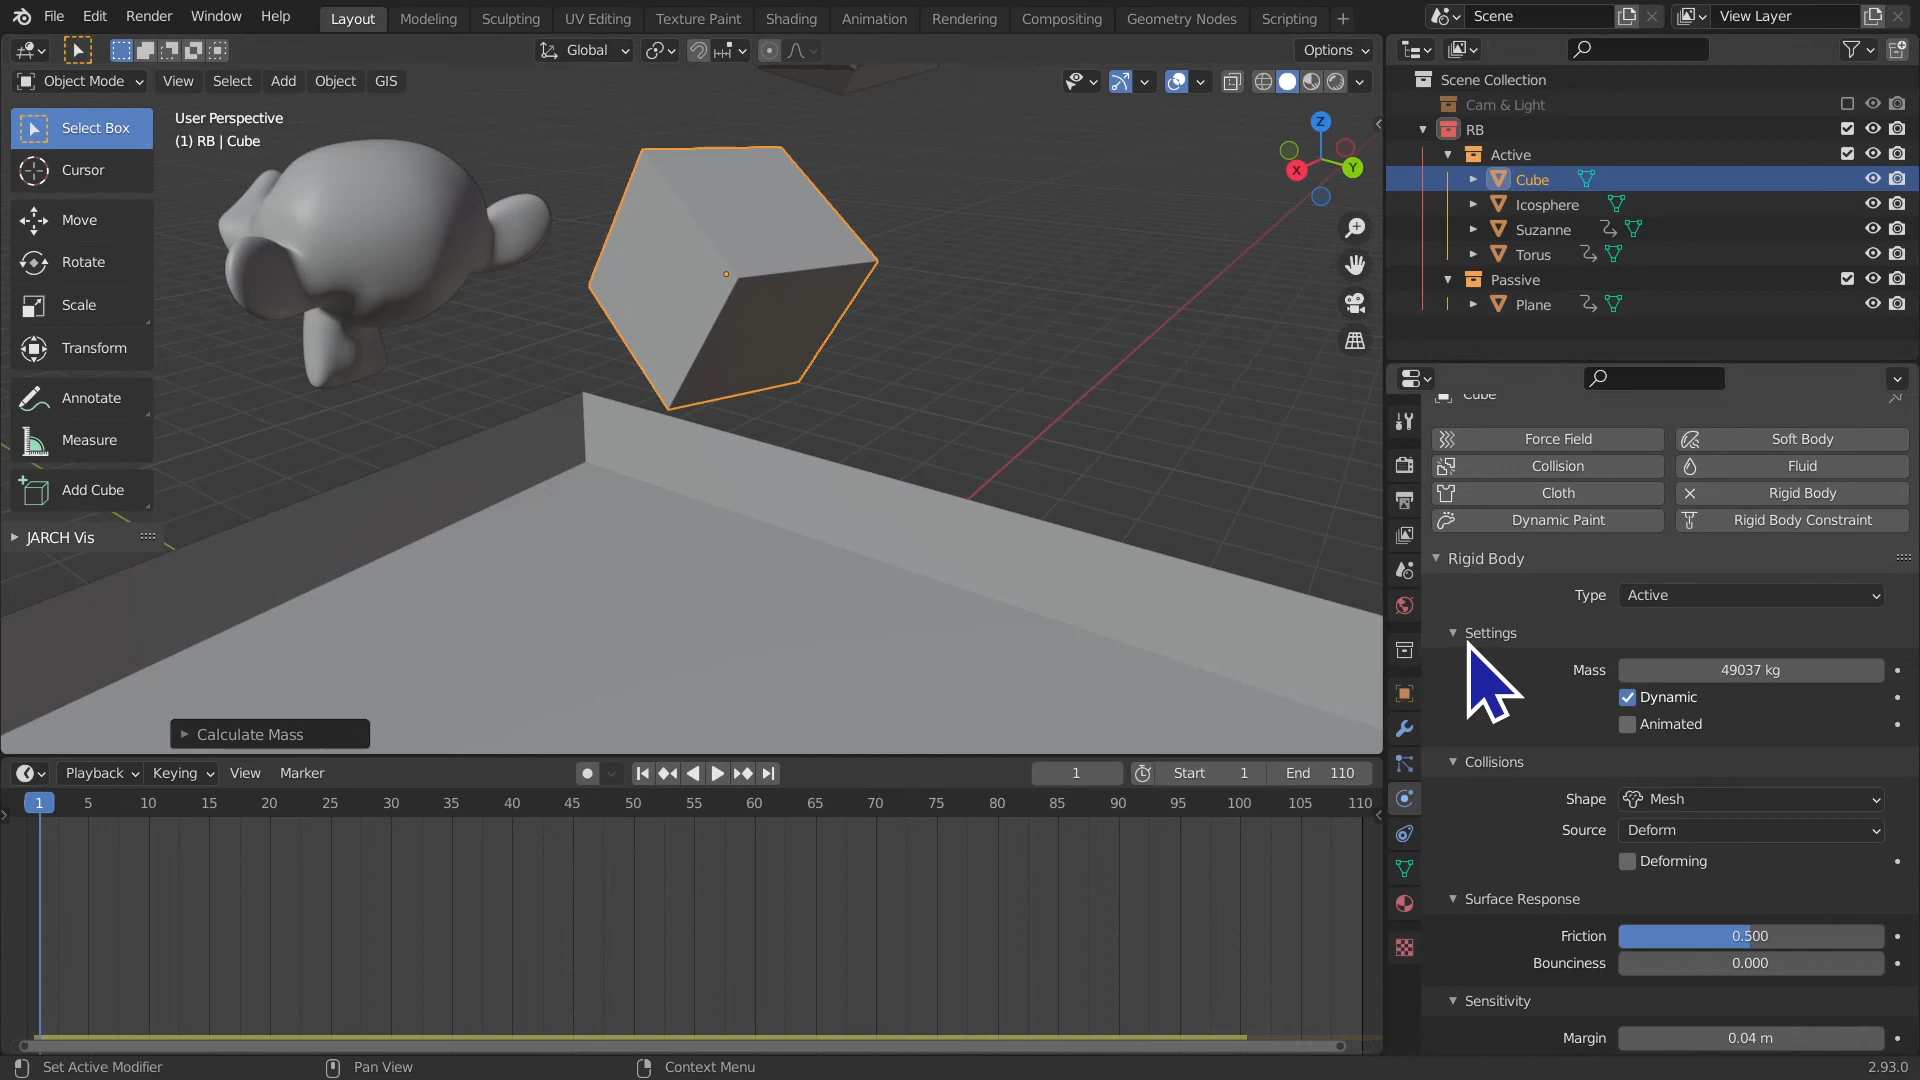 File Edit Render Window Help Layout Modeling Sculpting UV Editing Texture Paint Shading Animation Rendering Compositing Geometry Nodes Scripting + Scene View Layer
Global Options
Object Mode View Select Add Object GIS
Select Box
Cursor
Move
Rotate
Scale
Transform
Annotate
Measure
Add Cube
JARCH Vis
User Perspective
(1) RB | Cube
Z
X
Y
Calculate Mass
Scene Collection
Cam & Light
RB
Active
Cube
Icosphere
Suzanne
Torus
Passive
Plane
Cube
Force Field Soft Body
Collision Fluid
Cloth Rigid Body
Dynamic Paint Rigid Body Constraint
Rigid Body
Type Active
Settings
Mass 49037 kg
Dynamic
Animated
Collisions
Shape Mesh
Source Deform
Deforming
Surface Response
Friction 0.500
Bounciness 0.000
Sensitivity
Margin 0.04 m
Playback Keying View Marker 1 Start 1 End 110
1 5 10 15 20 25 30 35 40 45 50 55 60 65 70 75 80 85 90 95 100 105 110
Set Active Modifier Pan View Context Menu 2.93.0